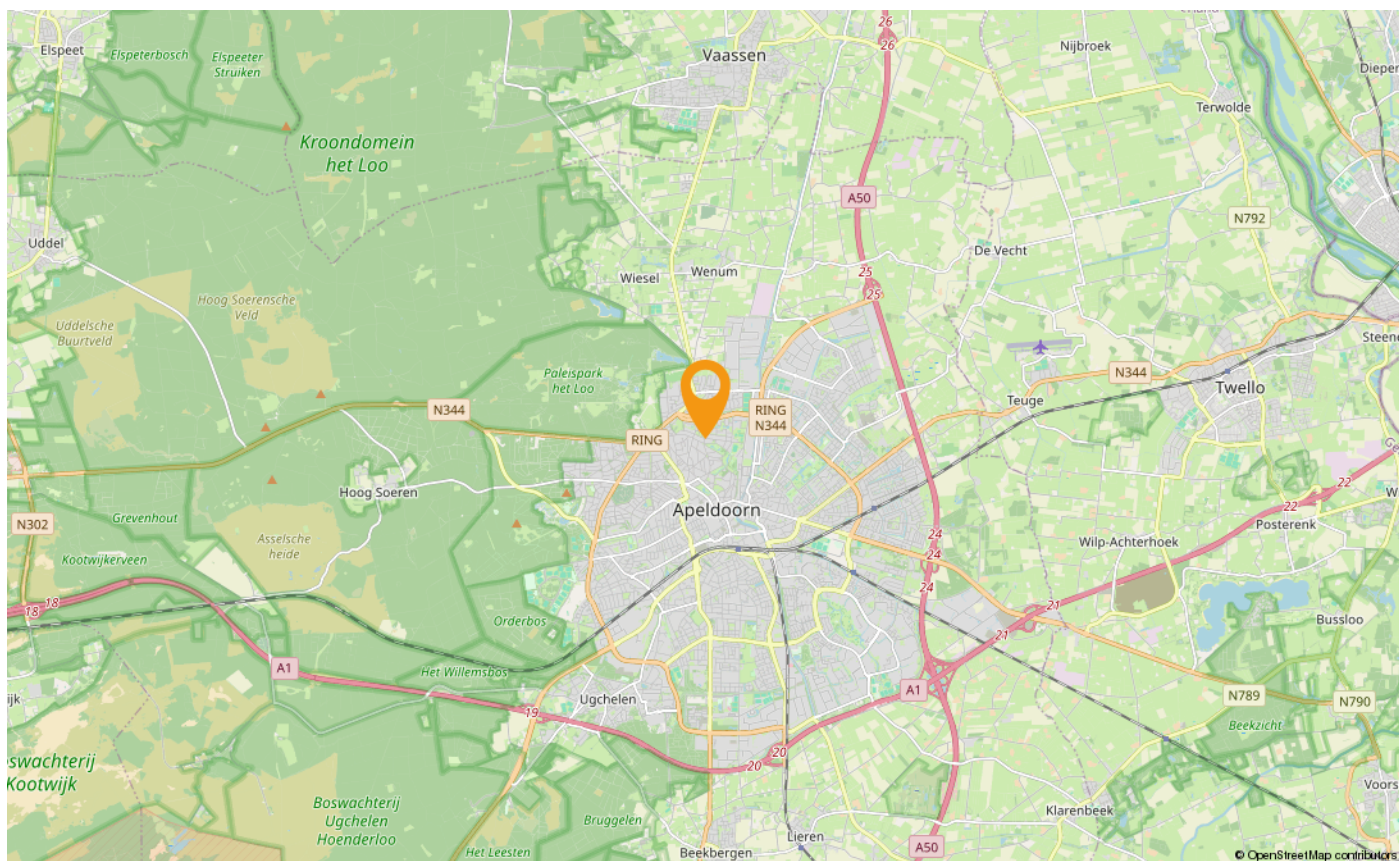 26
26
Elspeet
Elspeterbosch
Elspeeter
Struiken
Vaassen
Nijbroek
Terwolde
Kroondomein
het Loo
A50
N792
Uddel
De Vecht
Wiesel
Wenum
25
25
Hoog Soerensche
Veld
Uddelsche
Buurtveld
Paleispark
het Loo
N344
Teuge
Twello
N344
RING
N344
RING
Hoog Soeren
Apeldoorn
22
22
Posterenk
N302
Grevenhout
Asselsche
heide
Kootwijkerveen
24
24
24
Wilp-Achterhoek
18
18
21
21
Bussloo
Orderbos
A1
Het Willemsbos
Ugchelen
19
A1
N789
N790
Beekzicht
20
20
oswachterij
Kootwijk
Boswachterij
Ugchelen
Hoenderloo
Bruggelen
Klarenbeek
Voors
Lieren
A50
Het Leesten
Beekbergen
© OpenStreetMap contributors